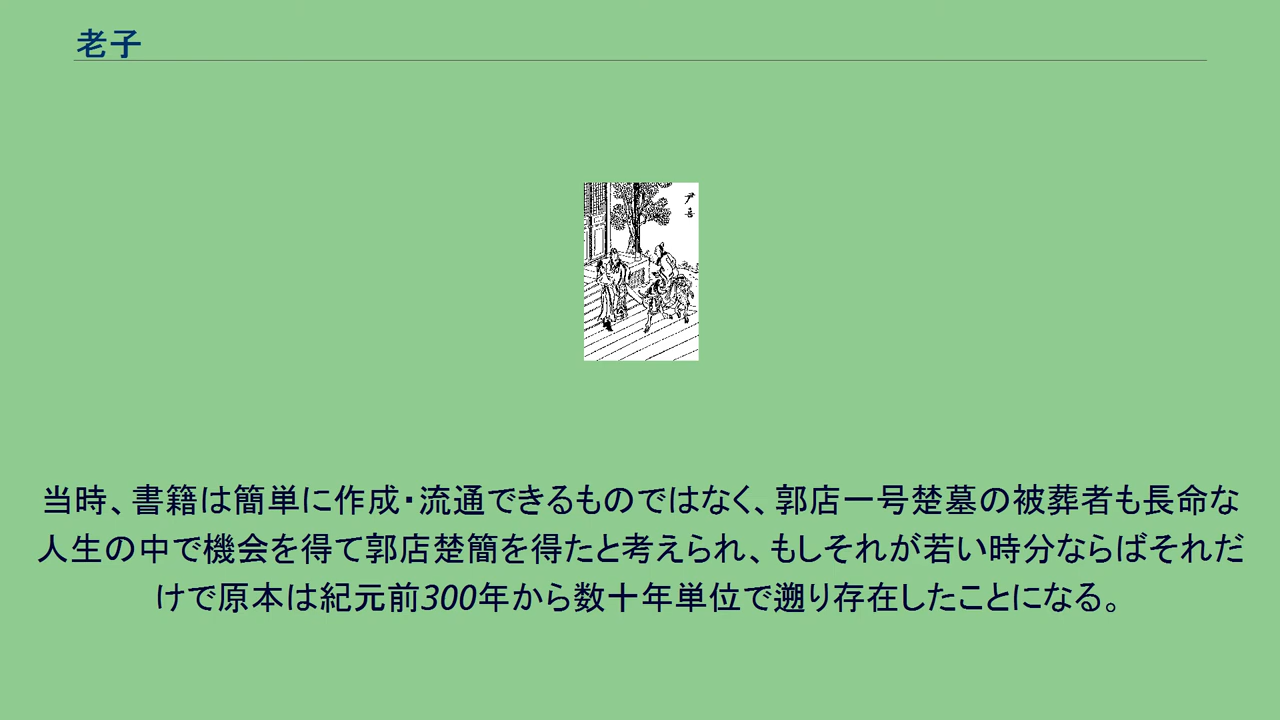 老子
尹喜
当時、書籍は簡単に作成・流通できるものではなく、郭店一号楚墓の被葬者も長命な
人生の中で機会を得て郭店楚簡を得たと考えられ、もしそれが若い時分ならばそれだ
けで原本は紀元前300年から数十年単位で遡り存在したことになる。